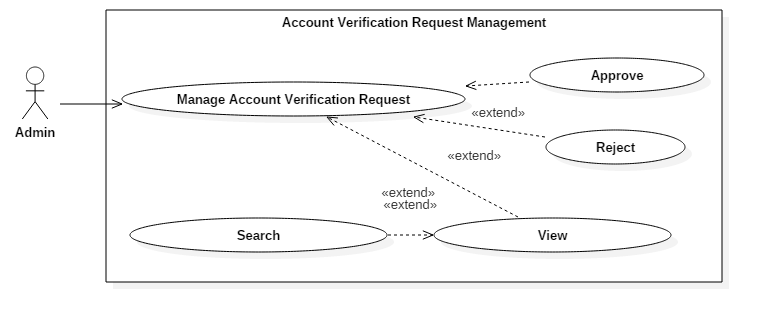 Account Verification Request Management
Approve
Manage Account Verification Request
«extend»
Admin
Reject
«extend»
«extend»
«extend»
Search
View